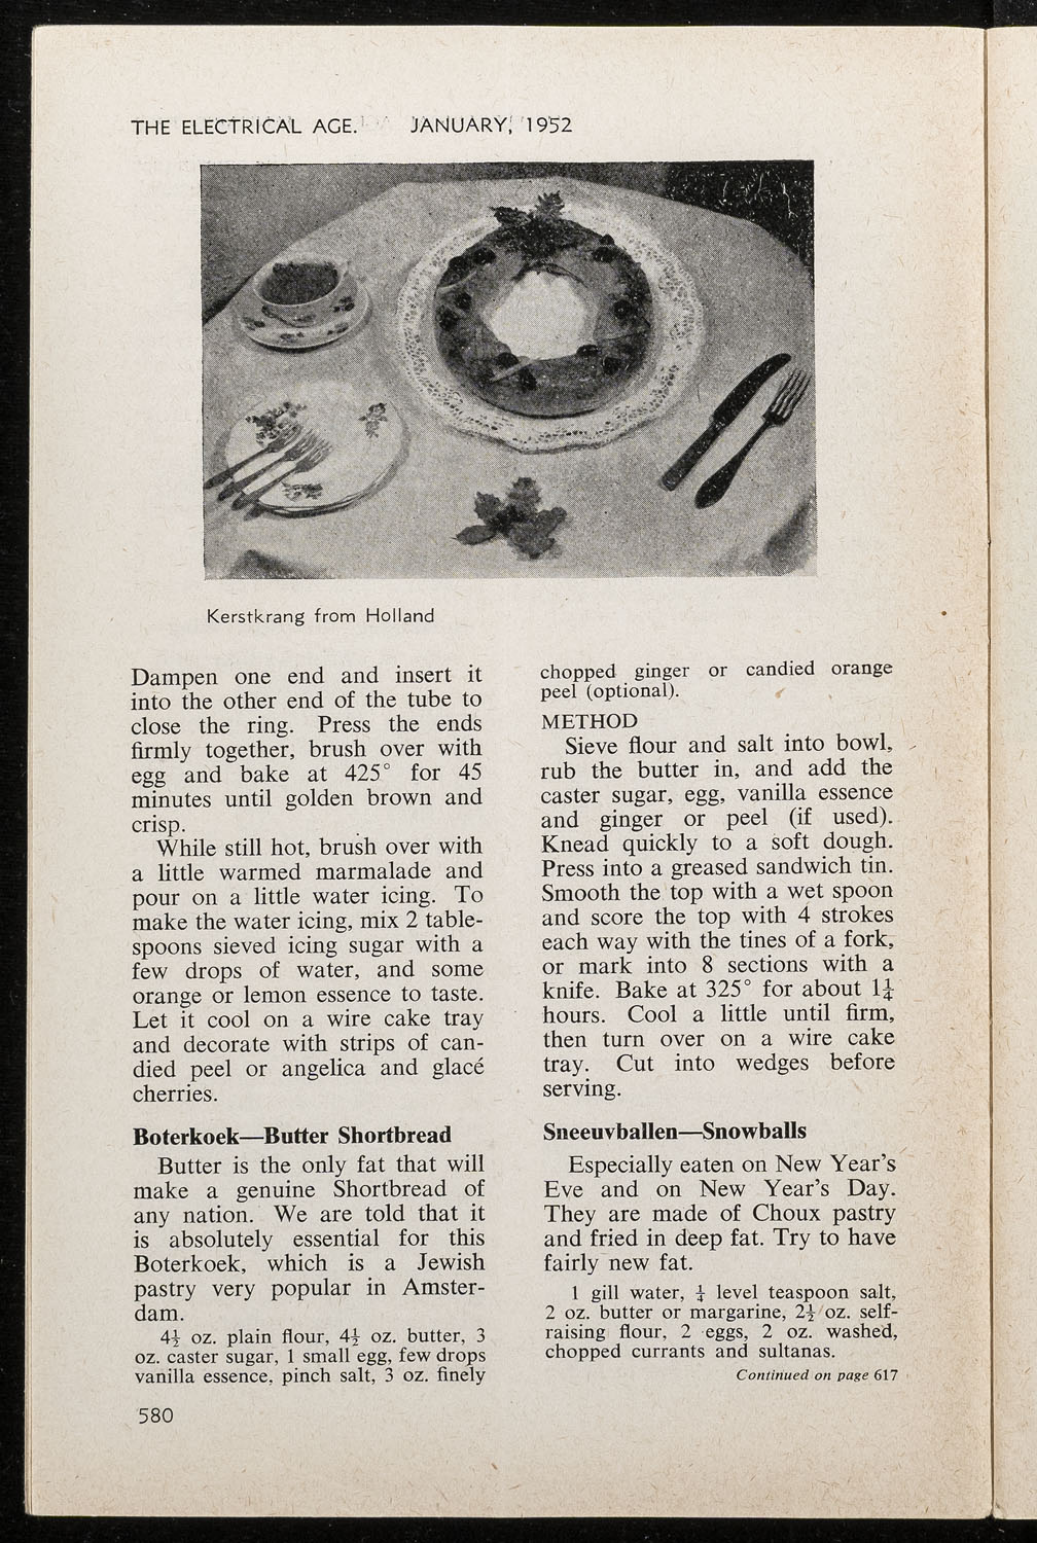 THE ELECTRICAL AGE. JANUARY, 1952
Kerstkrang from Holland
Dampen one end and insert it
into the other end of the tube to
close the ring. Press the ends
firmly together, brush over with
egg and bake at 425° for 45
minutes until golden brown and
crisp.
While still hot, brush over with
a little warmed marmalade and
pour on a little water icing. To
make the water icing, mix 2 table-
spoons sieved icing sugar with a
few drops of water, and some
orange or lemon essence to taste.
Let it cool on a wire cake tray
and decorate with strips of can-
died peel or angelica and glacé
cherries.
Boterkoek—Butter Shortbread
Butter is the only fat that will
make a genuine Shortbread of
any nation. We are told that it
is absolutely essential for this
Boterkoek, which is a Jewish
pastry very popular in Amster-
dam.
4½ oz. plain flour, 4½ oz. butter, 3
oz. caster sugar, 1 small egg, few drops
vanilla essence, pinch salt, 3 oz. finely
chopped ginger or candied orange
peel (optional).
METHOD
Sieve flour and salt into bowl,
rub the butter in, and add the
caster sugar, egg, vanilla essence
and ginger or peel (if used).
Knead quickly to a soft dough.
Press into a greased sandwich tin.
Smooth the top with a wet spoon
and score the top with 4 strokes
each way with the tines of a fork,
or mark into 8 sections with a
knife. Bake at 325° for about 1¼
hours. Cool a little until firm,
then turn over on a wire cake
tray. Cut into wedges before
serving.
Sneeuvballen—Snowballs
Especially eaten on New Year's
Eve and on New Year's Day.
They are made of Choux pastry
and fried in deep fat. Try to have
fairly new fat.
1 gill water, ¼ level teaspoon salt,
2 oz. butter or margarine, 2½ oz. self-
raising flour, 2 eggs, 2 oz. washed,
chopped currants and sultanas.
Continued on page 617
580